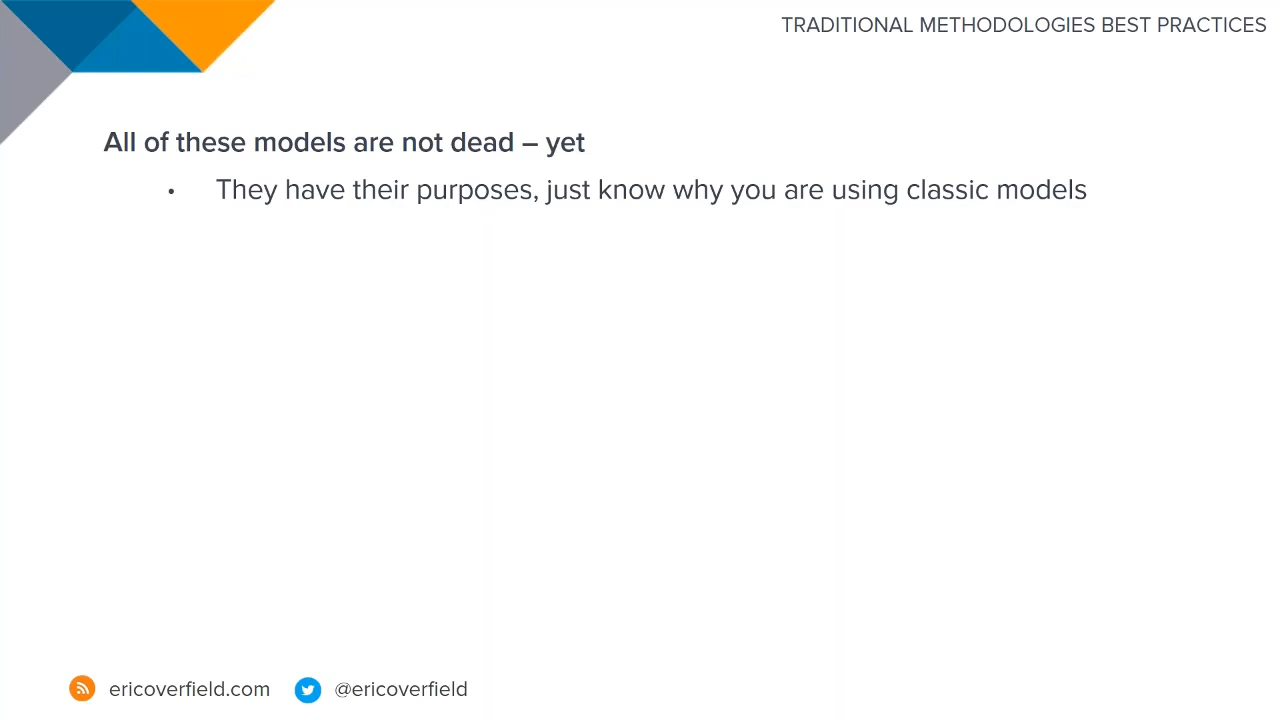 TRADITIONAL METHODOLOGIES BEST PRACTICES
All of these models are not dead – yet
• They have their purposes, just know why you are using classic models
ericoverfield.com @ericoverfield